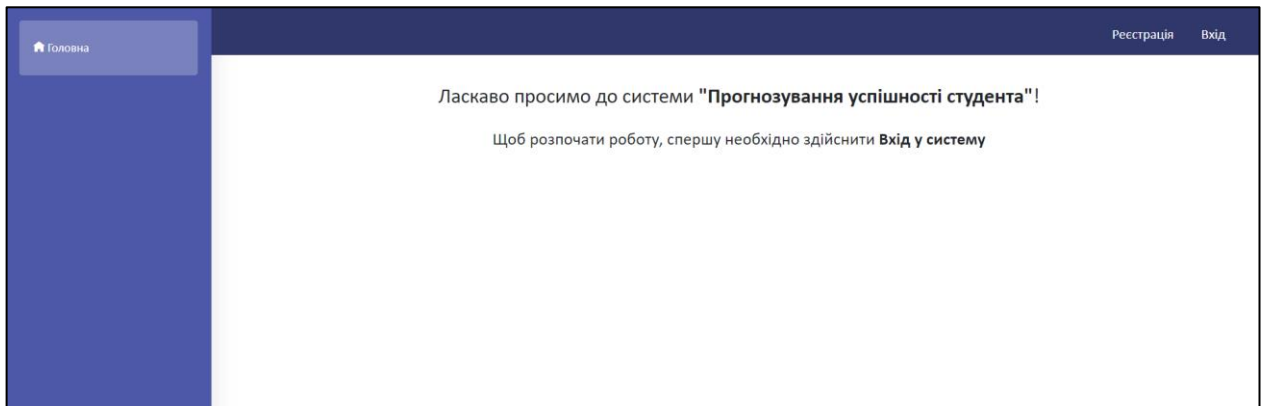 Головна
Реєстрація Вхід
Ласкаво просимо до системи "Прогнозування успішності студента"!
Щоб розпочати роботу, спершу необхідно здійснити Вхід у систему